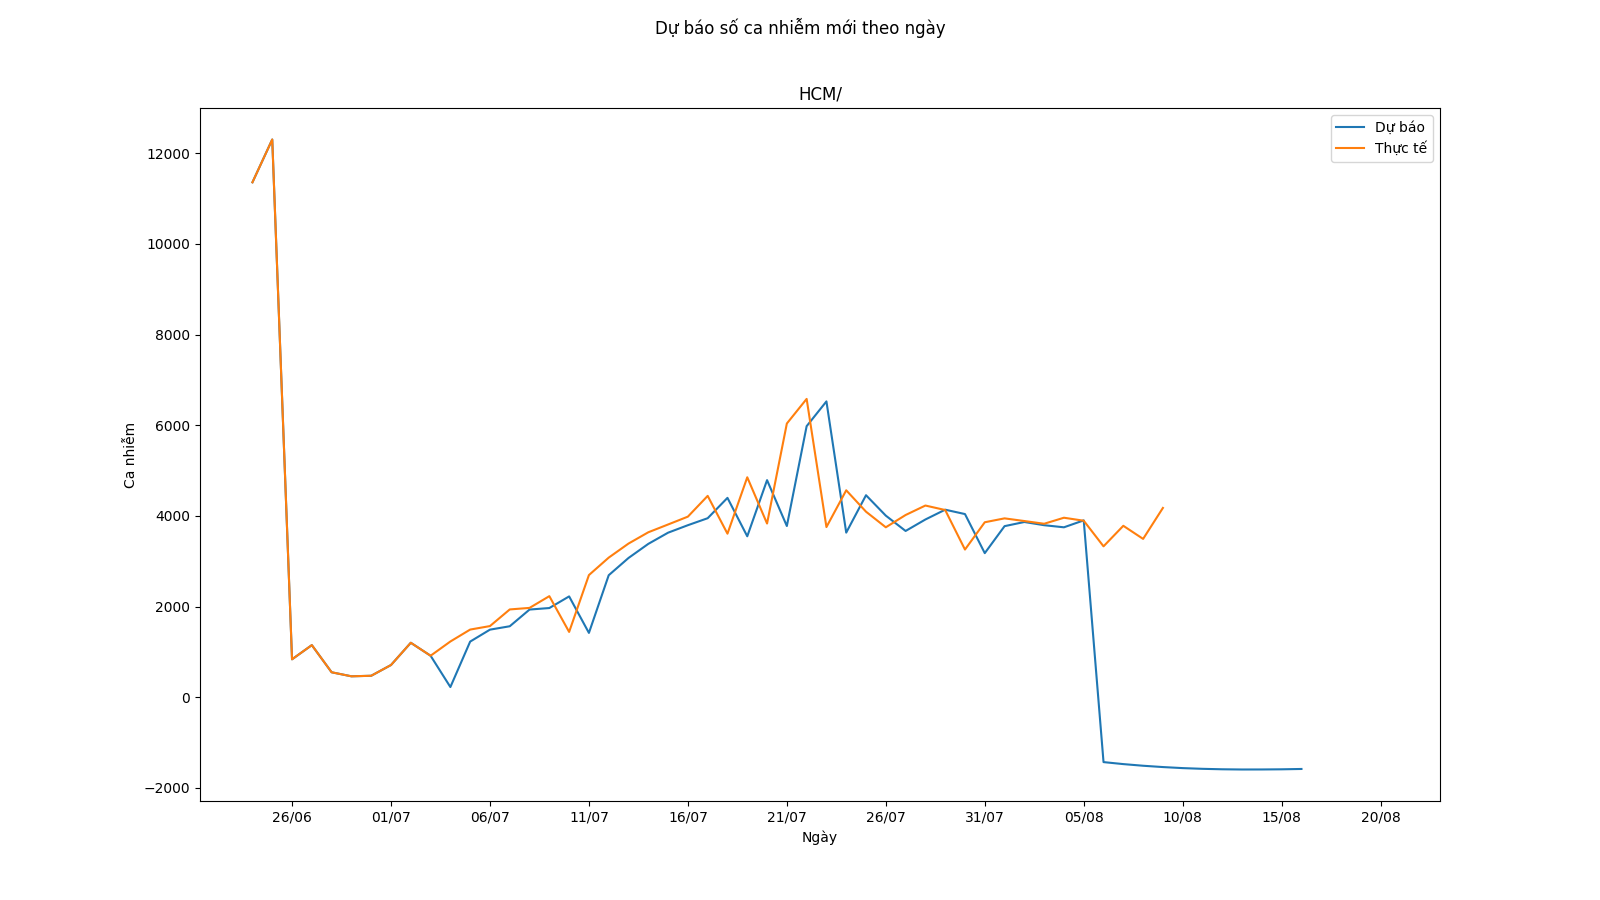 Dự báo số ca nhiễm mới theo ngày
HCM/
Dự báo
Thực tế
12000
10000
8000
6000
4000
2000
0
−2000
Ca nhiễm
26/06 01/07 06/07 11/07 16/07 21/07 26/07 31/07 05/08 10/08 15/08 20/08
Ngày